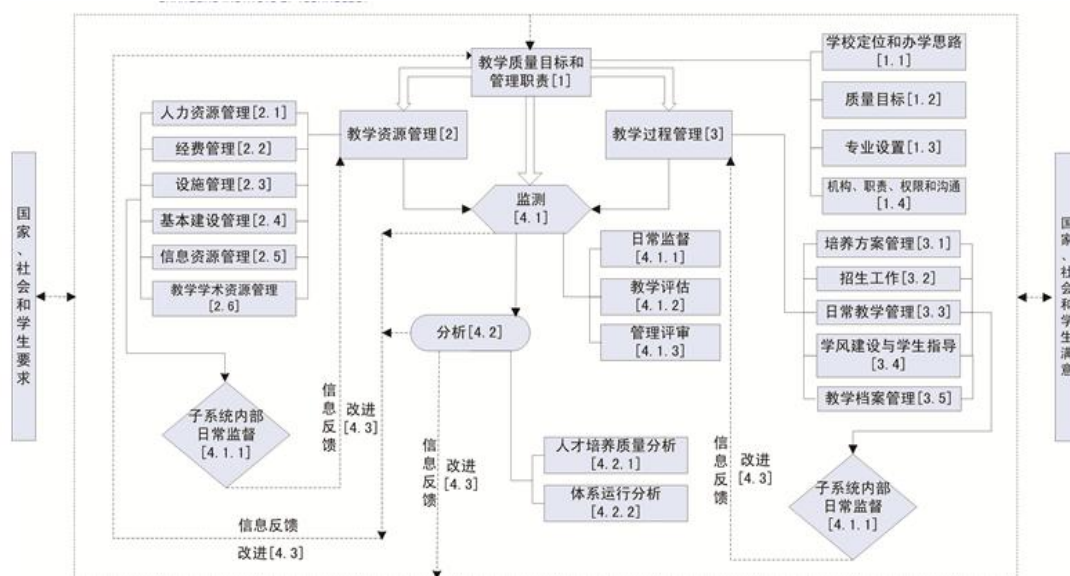 教学质量目标和
管理职责[1]
学校定位和办学思路
[1.1]
质量目标[1.2]
专业设置[1.3]
机构、职责、权限和沟通
[1.4]
人力资源管理[2.1]
经费管理[2.2]
设施管理[2.3]
基本建设管理[2.4]
信息资源管理[2.5]
教学学术资源管理
[2.6]
教学资源管理[2]
教学过程管理[3]
监测
[4.1]
日常监督
[4.1.1]
教学评估
[4.1.2]
管理评审
[4.1.3]
培养方案管理[3.1]
招生工作[3.2]
日常教学管理[3.3]
学风建设与学生指导
[3.4]
教学档案管理[3.5]
国家、社会和学生要求
国家、社会和学生满意
分析[4.2]
子系统内部
日常监督
[4.1.1]
信息反馈
改进
[4.3]
信息反馈
改进
[4.3]
人才培养质量分析
[4.2.1]
体系运行分析
[4.2.2]
信息反馈
改进
[4.3]
子系统内部
日常监督
[4.1.1]
信息反馈
改进[4.3]